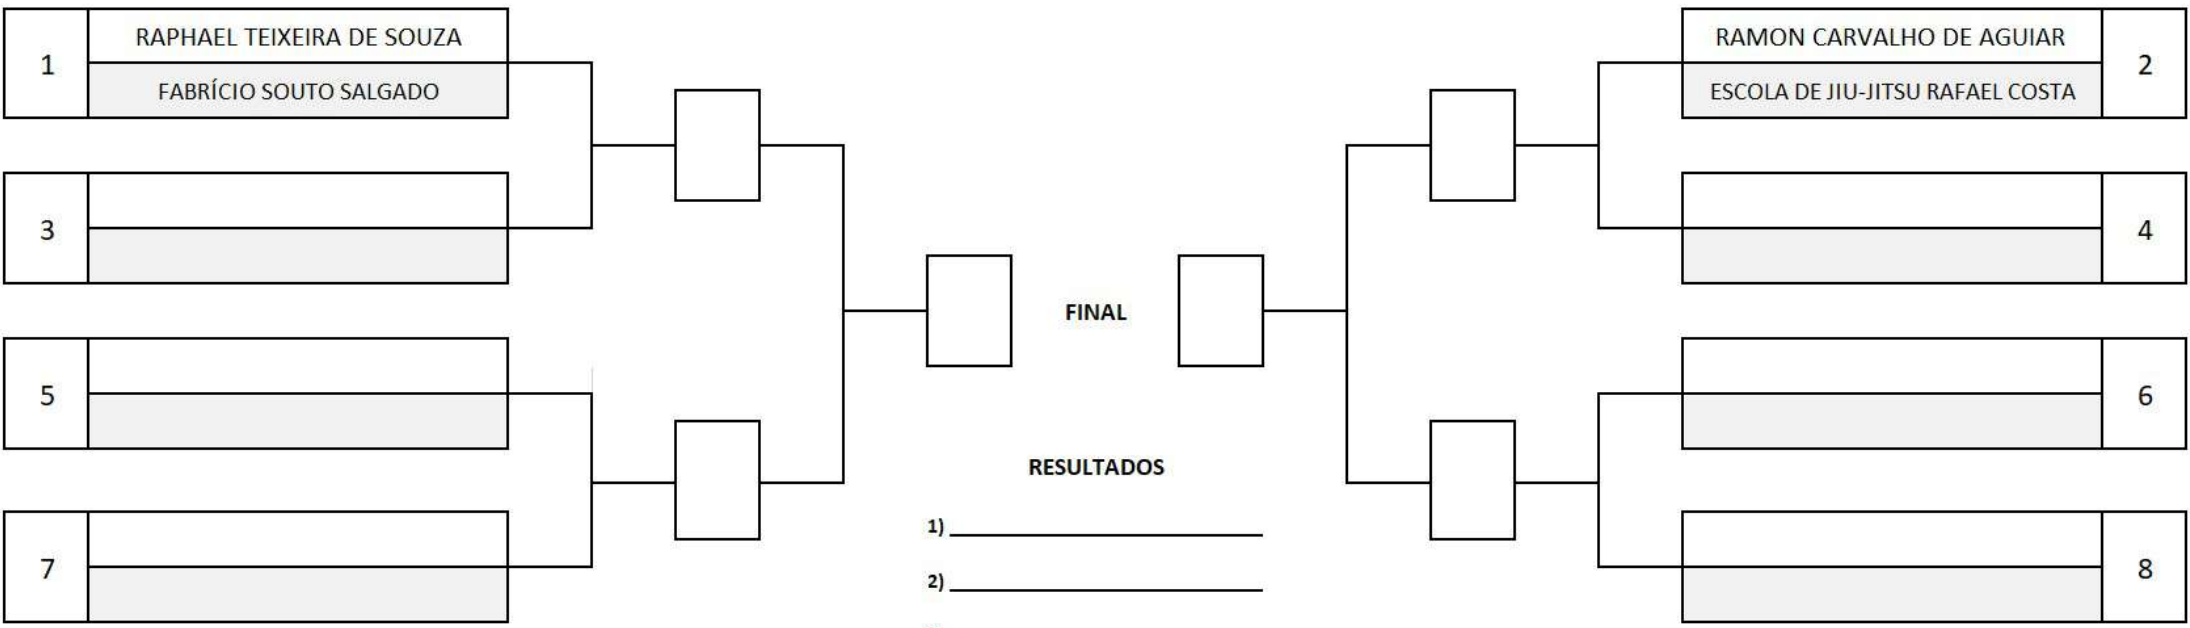 1
RAPHAEL TEIXEIRA DE SOUZA
FABRÍCIO SOUTO SALGADO
3
5
7
RAMON CARVALHO DE AGUIAR
ESCOLA DE JIU-JITSU RAFAEL COSTA
2
4
6
8
FINAL
RESULTADOS
1)
2)